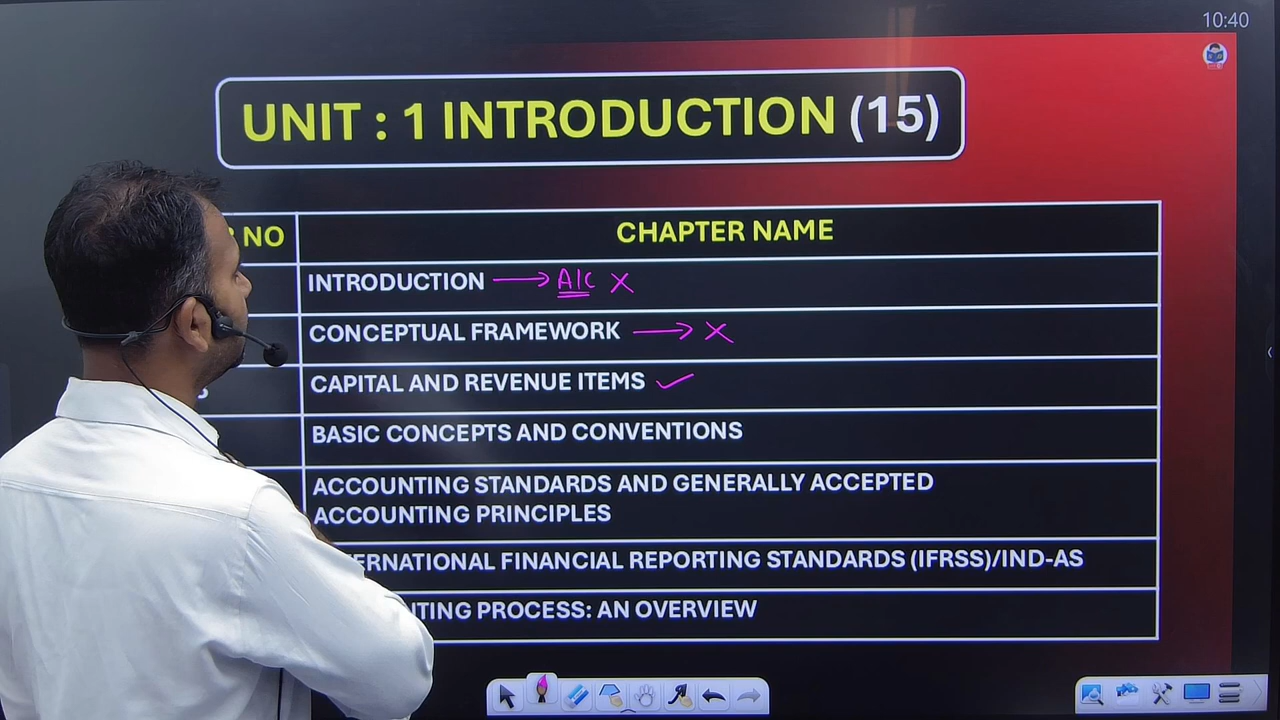 10:40
UNIT : 1 INTRODUCTION (15)
NO
CHAPTER NAME
INTRODUCTION → A/C X
CONCEPTUAL FRAMEWORK → X
CAPITAL AND REVENUE ITEMS ✓
BASIC CONCEPTS AND CONVENTIONS
ACCOUNTING STANDARDS AND GENERALLY ACCEPTED
ACCOUNTING PRINCIPLES
ERNATIONAL FINANCIAL REPORTING STANDARDS (IFRSS)/IND-AS
NTING PROCESS: AN OVERVIEW